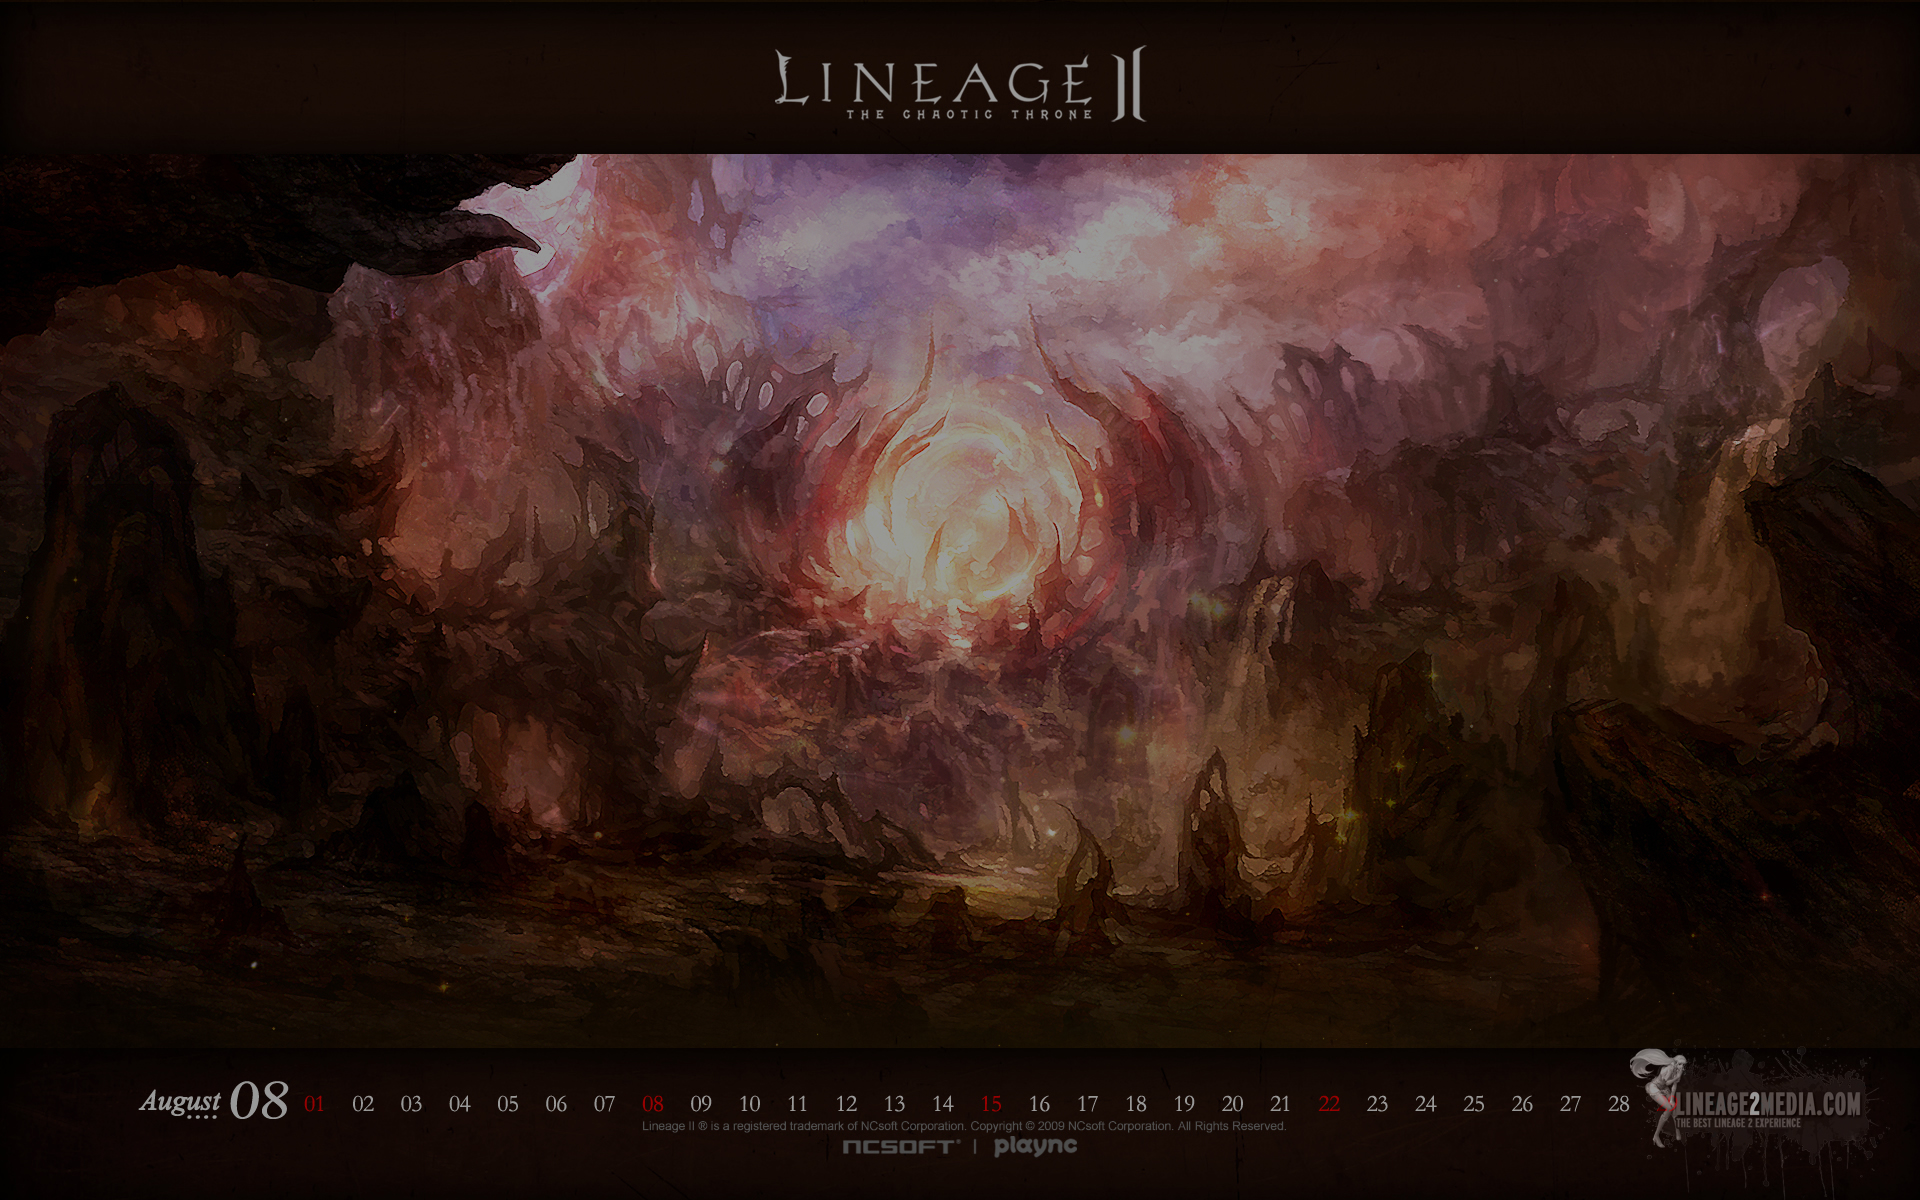 LINEAGE II
THE CHAOTIC THRONE
August 08 01 02 03 04 05 06 07 08 09 10 11 12 13 14 15 16 17 18 19 20 21 22 23 24 25 26 27 28
LINEAGE2MEDIA.COM
THE BEST LINEAGE 2 EXPERIENCE
Lineage II ® is a registered trademark of NCsoft Corporation. Copyright © 2009 NCsoft Corporation. All Rights Reserved.
NCSOFT® | plaync